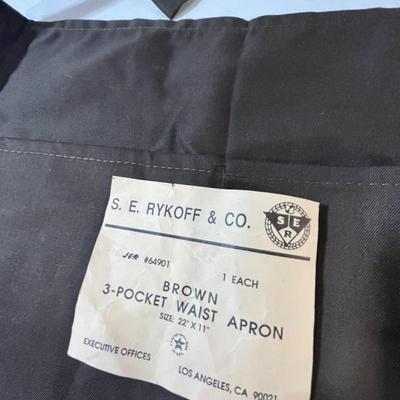 S. E. RYKOFF & CO.
S E R
JER #64901
1 EACH
BROWN
3-POCKET WAIST APRON
SIZE: 22" X 11"
EXECUTIVE OFFICES
LOS ANGELES, CA 90021